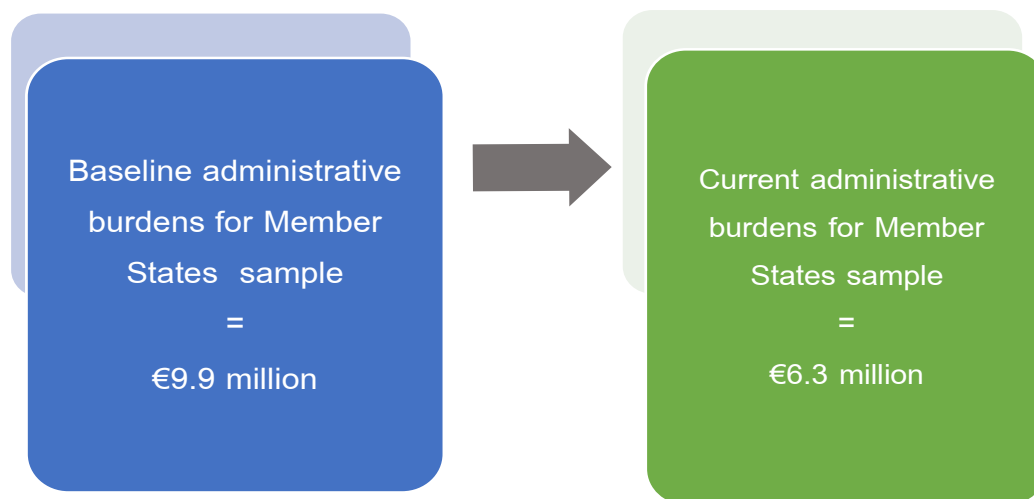 Baseline administrative
burdens for Member
States sample
=
€9.9 million
Current administrative
burdens for Member
States sample
=
€6.3 million